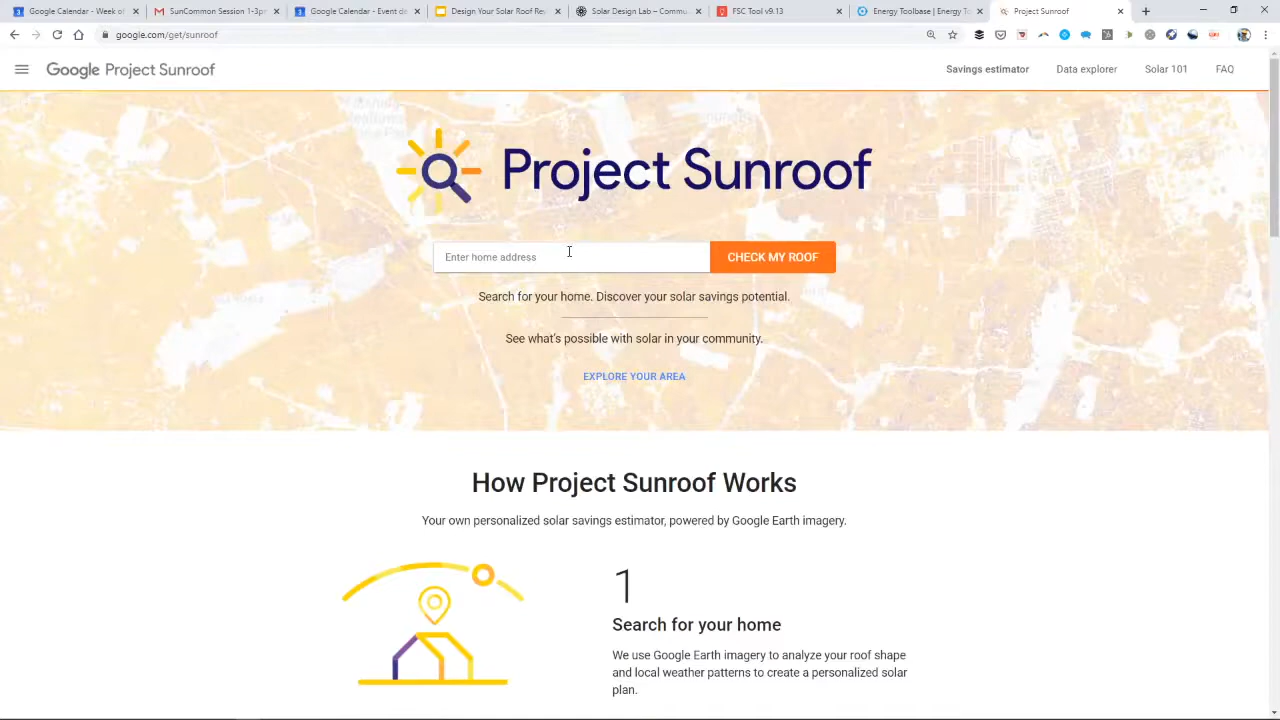 Google Calendar - Week of
SunCommon Session 1-3pm
Google Calendar - Event de
Design Your Solar Roof Rev
Solar Design Lab – Commu
FSC Tool v9.13
Energy Toolbase | Energy To
Project Sunroof
google.com/get/sunroof
Google Project Sunroof
Savings estimator
Data explorer
Solar 101
FAQ
Project Sunroof
Enter home address
CHECK MY ROOF
Search for your home. Discover your solar savings potential.
See what's possible with solar in your community.
EXPLORE YOUR AREA
How Project Sunroof Works
Your own personalized solar savings estimator, powered by Google Earth imagery.
1
Search for your home
We use Google Earth imagery to analyze your roof shape
and local weather patterns to create a personalized solar
plan.